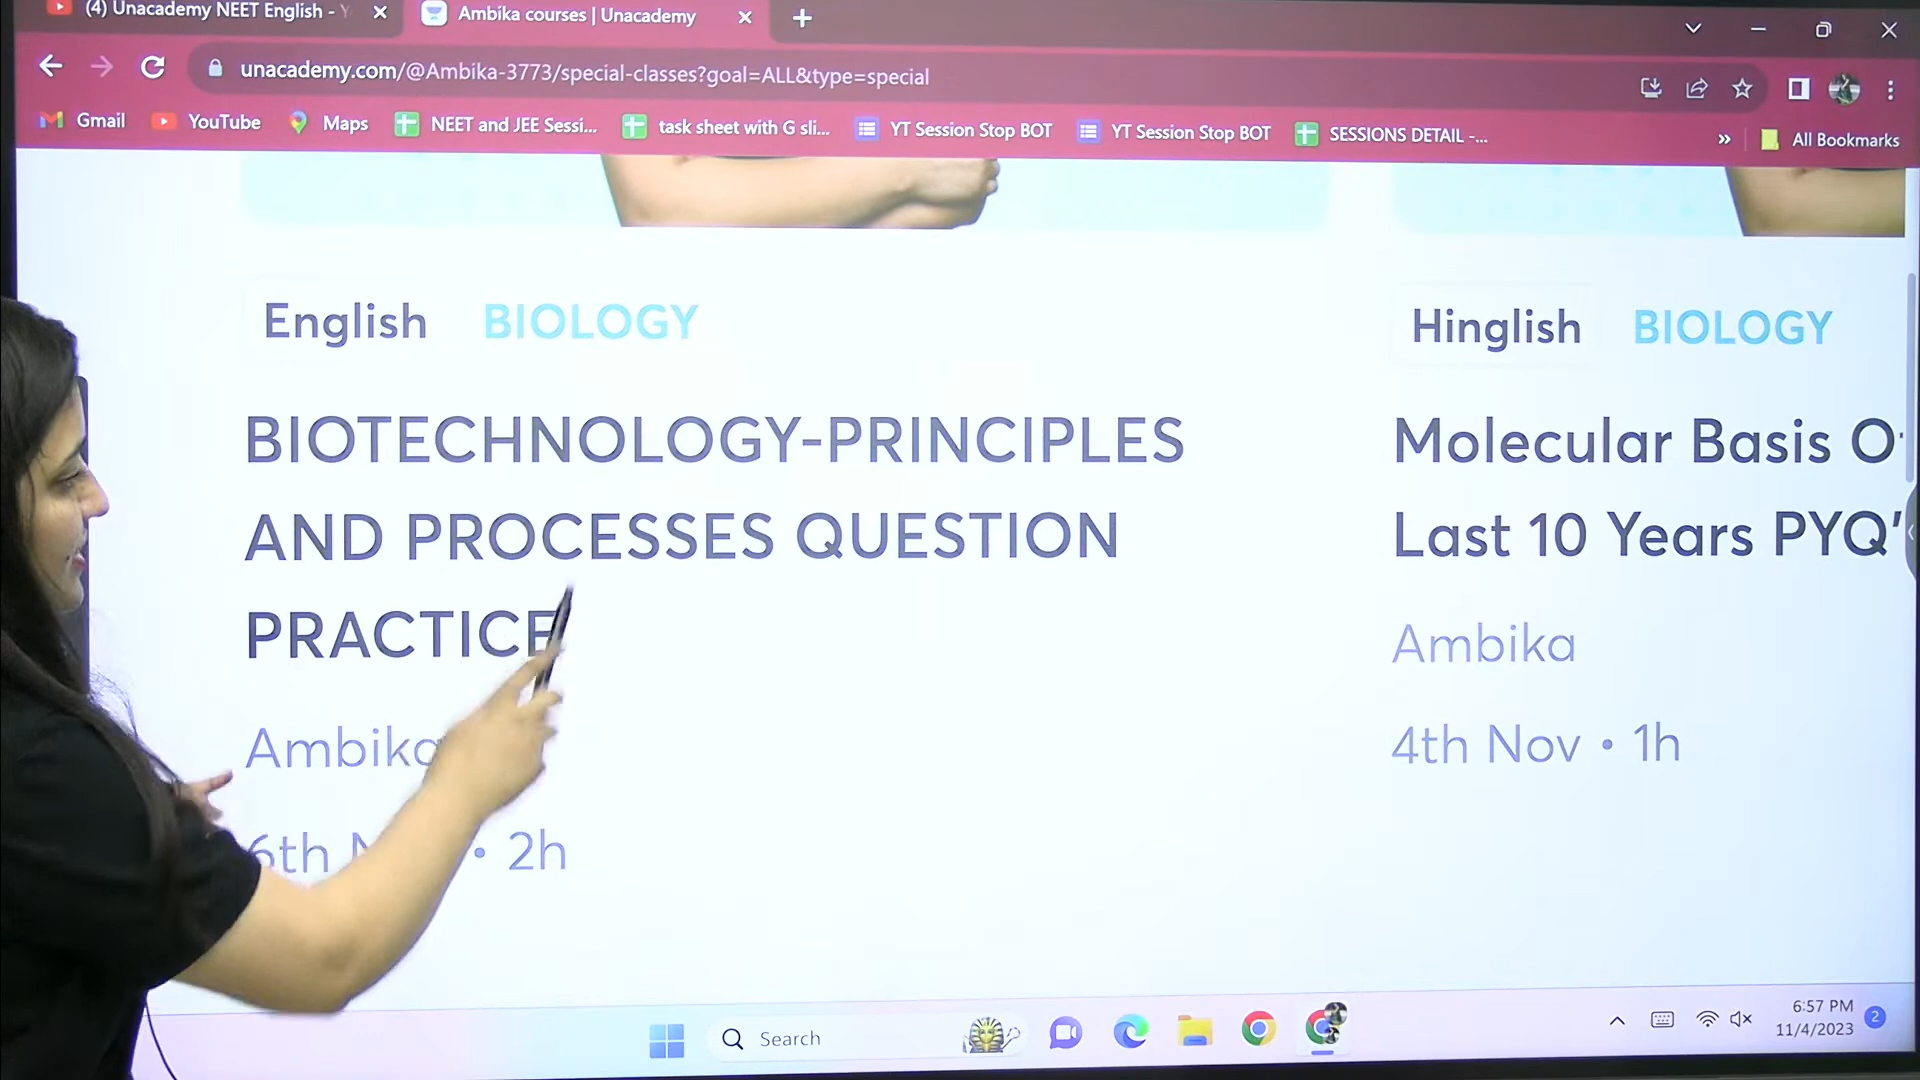 (4) Unacademy NEET English -
Ambika courses | Unacademy
unacademy.com/@Ambika-3773/special-classes?goal=ALL&type=special
Gmail
YouTube
Maps
NEET and JEE Sessi...
task sheet with G sli...
YT Session Stop BOT
YT Session Stop BOT
SESSIONS DETAIL -...
»
All Bookmarks
English BIOLOGY
BIOTECHNOLOGY-PRINCIPLES
AND PROCESSES QUESTION
PRACTICE
Ambika
6th • 2h
Hinglish BIOLOGY
Molecular Basis
Last 10 Years PYQ'
Ambika
4th Nov • 1h
Search
6:57 PM
11/4/2023
2